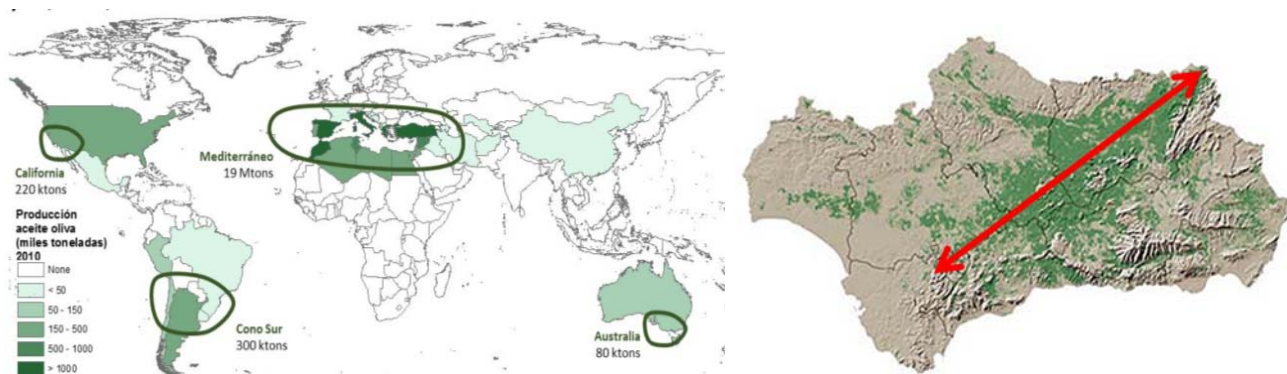 California
220 ktons
Mediterráneo
19 Mtons
Producción
aceite oliva
(miles toneladas)
2010
None
< 50
50 - 150
150 - 500
500 - 1000
> 1000
Cono Sur
300 ktons
Australia
80 ktons